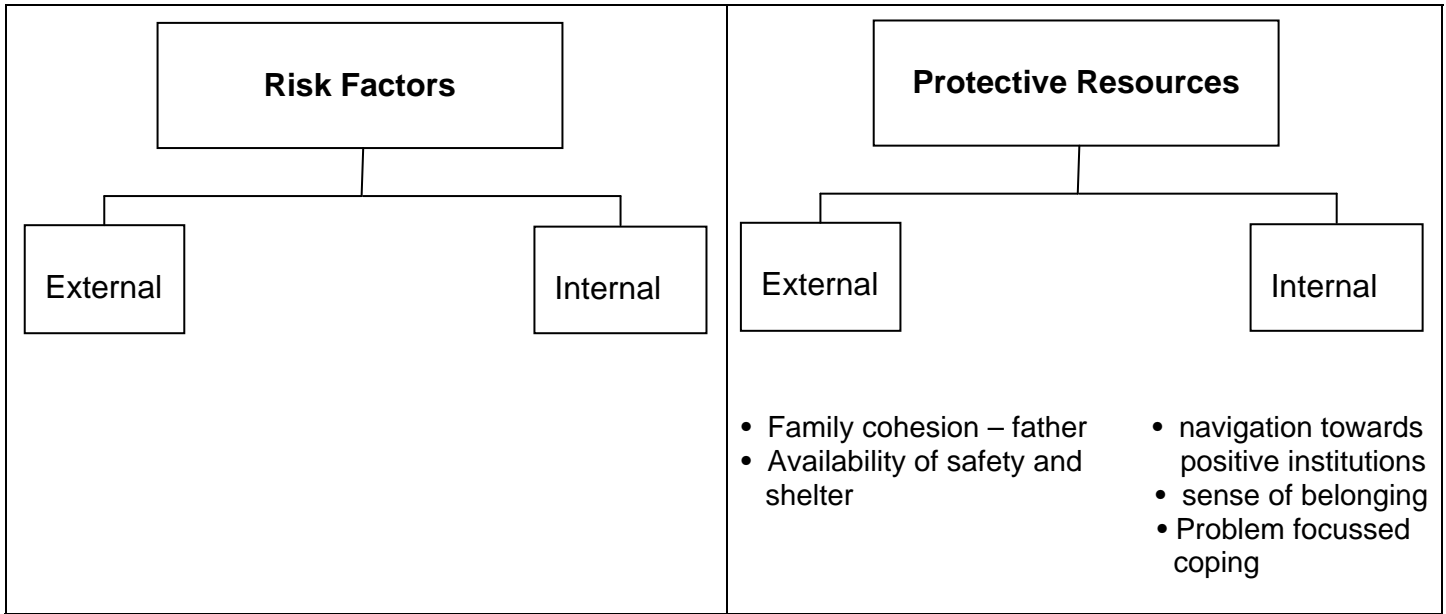 Risk Factors
External
Internal
Protective Resources
External
Internal
• Family cohesion – father
• Availability of safety and
shelter
• navigation towards
positive institutions
• sense of belonging
• Problem focussed
coping